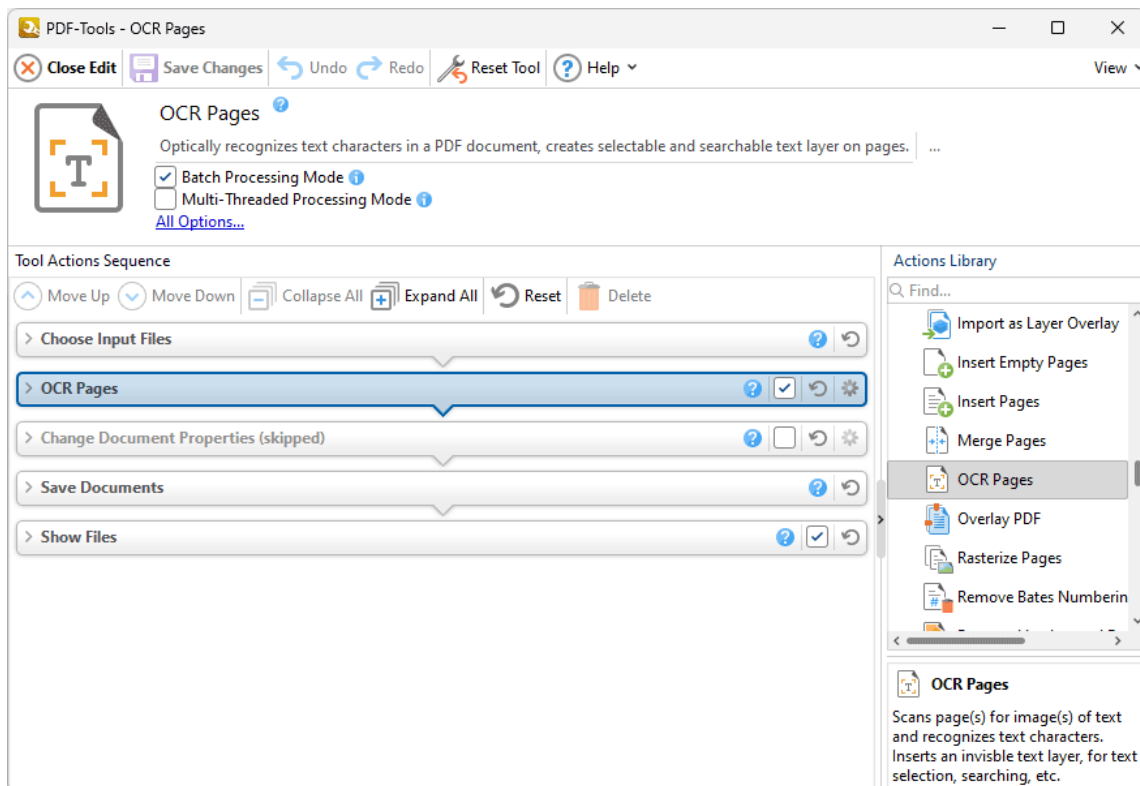 PDF-Tools - OCR Pages
Close Edit Save Changes Undo Redo Reset Tool ? Help View
OCR Pages ?
Optically recognizes text characters in a PDF document, creates selectable and searchable text layer on pages. ...
Batch Processing Mode i
Multi-Threaded Processing Mode i
All Options...
Tool Actions Sequence
Move Up Move Down Collapse All Expand All Reset Delete
Choose Input Files ?
OCR Pages ?
Change Document Properties (skipped) ?
Save Documents ?
Show Files ?
Actions Library
Find...
Import as Layer Overlay
Insert Empty Pages
Insert Pages
Merge Pages
T OCR Pages
Overlay PDF
Rasterize Pages
# Remove Bates Numberin
T OCR Pages
Scans page(s) for image(s) of text
and recognizes text characters.
Inserts an invisble text layer, for text
selection, searching, etc.